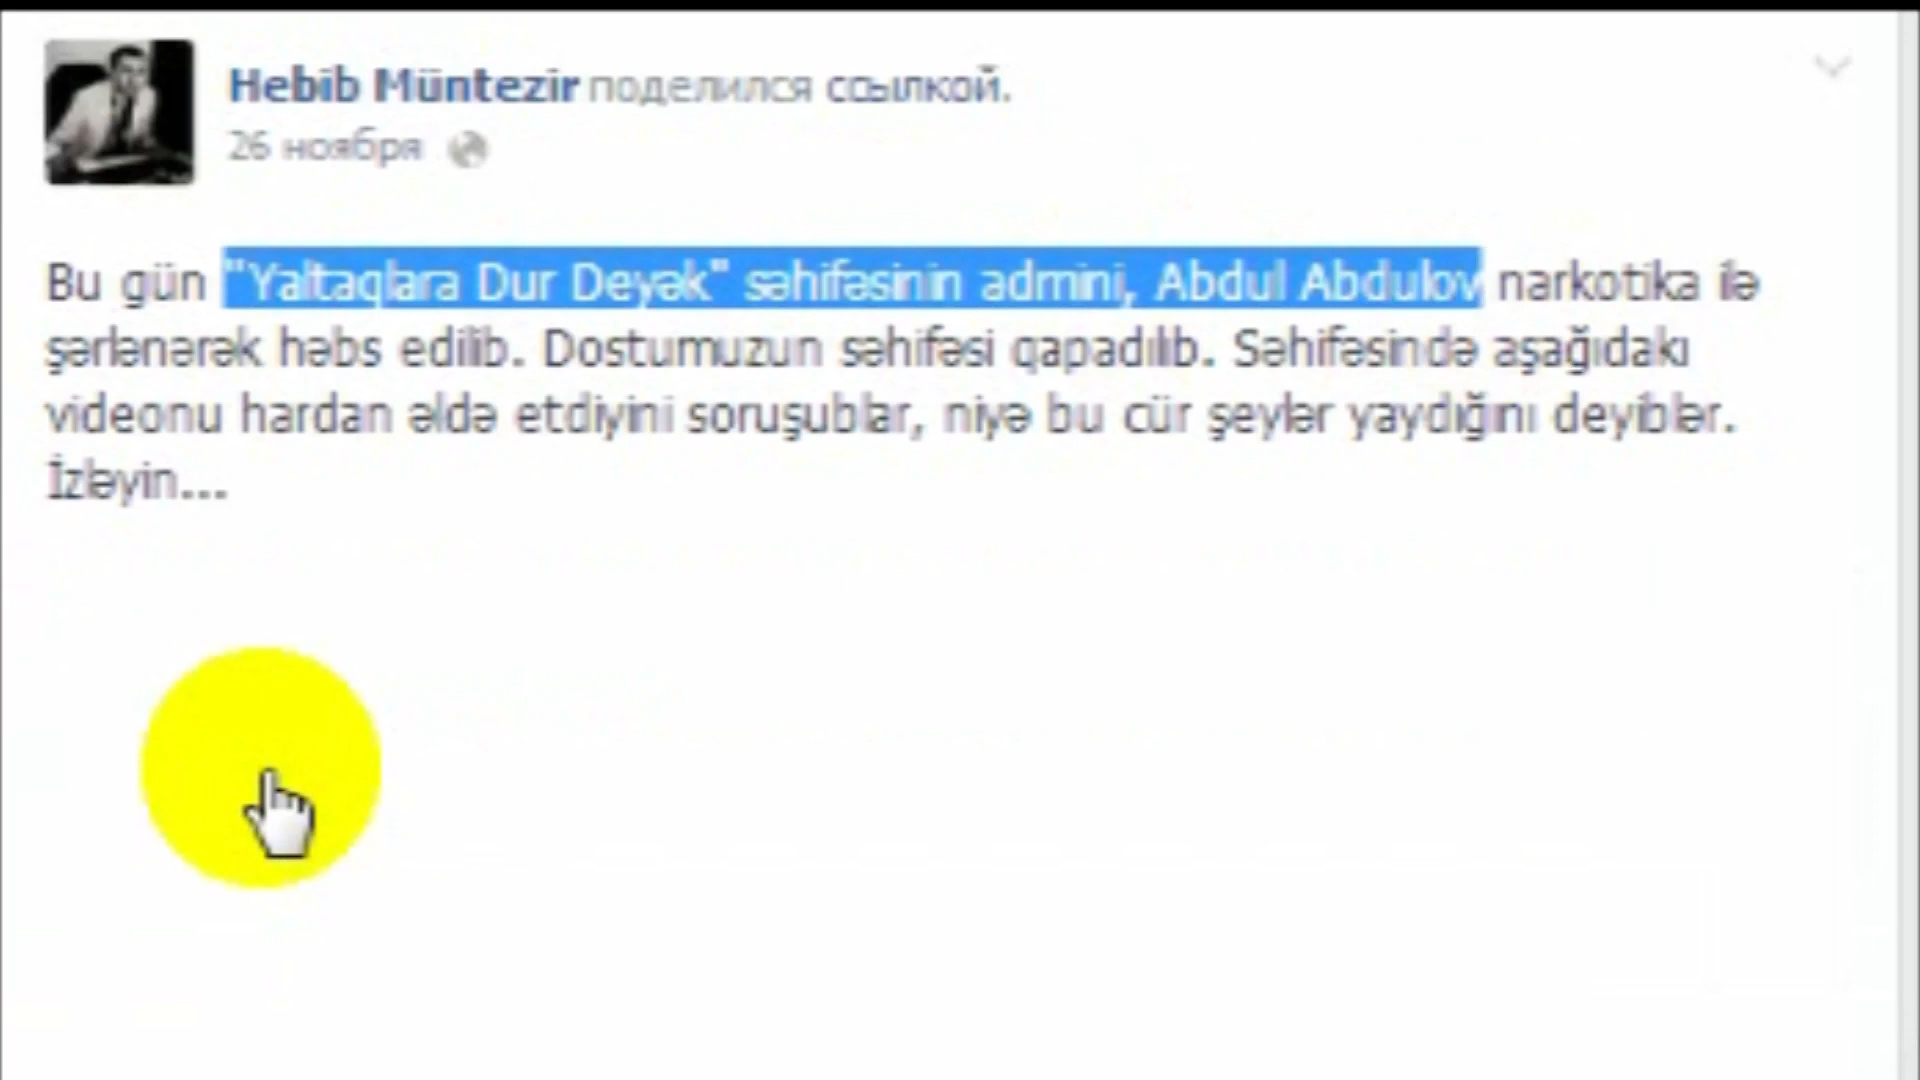 Hebib Müntezir поделился ссылкой.
26 ноября
Bu gün "Yaltaqlara Dur Deyək" səhifəsinin admini, Abdul Abdulov narkotika ilə
şərlənərək həbs edilib. Dostumuzun səhifəsi qapadılıb. Səhifəsində aşağıdakı
videonu hardan əldə etdiyini soruşublar, niyə bu cür şeylər yaydığını deyiblər.
İzləyin...